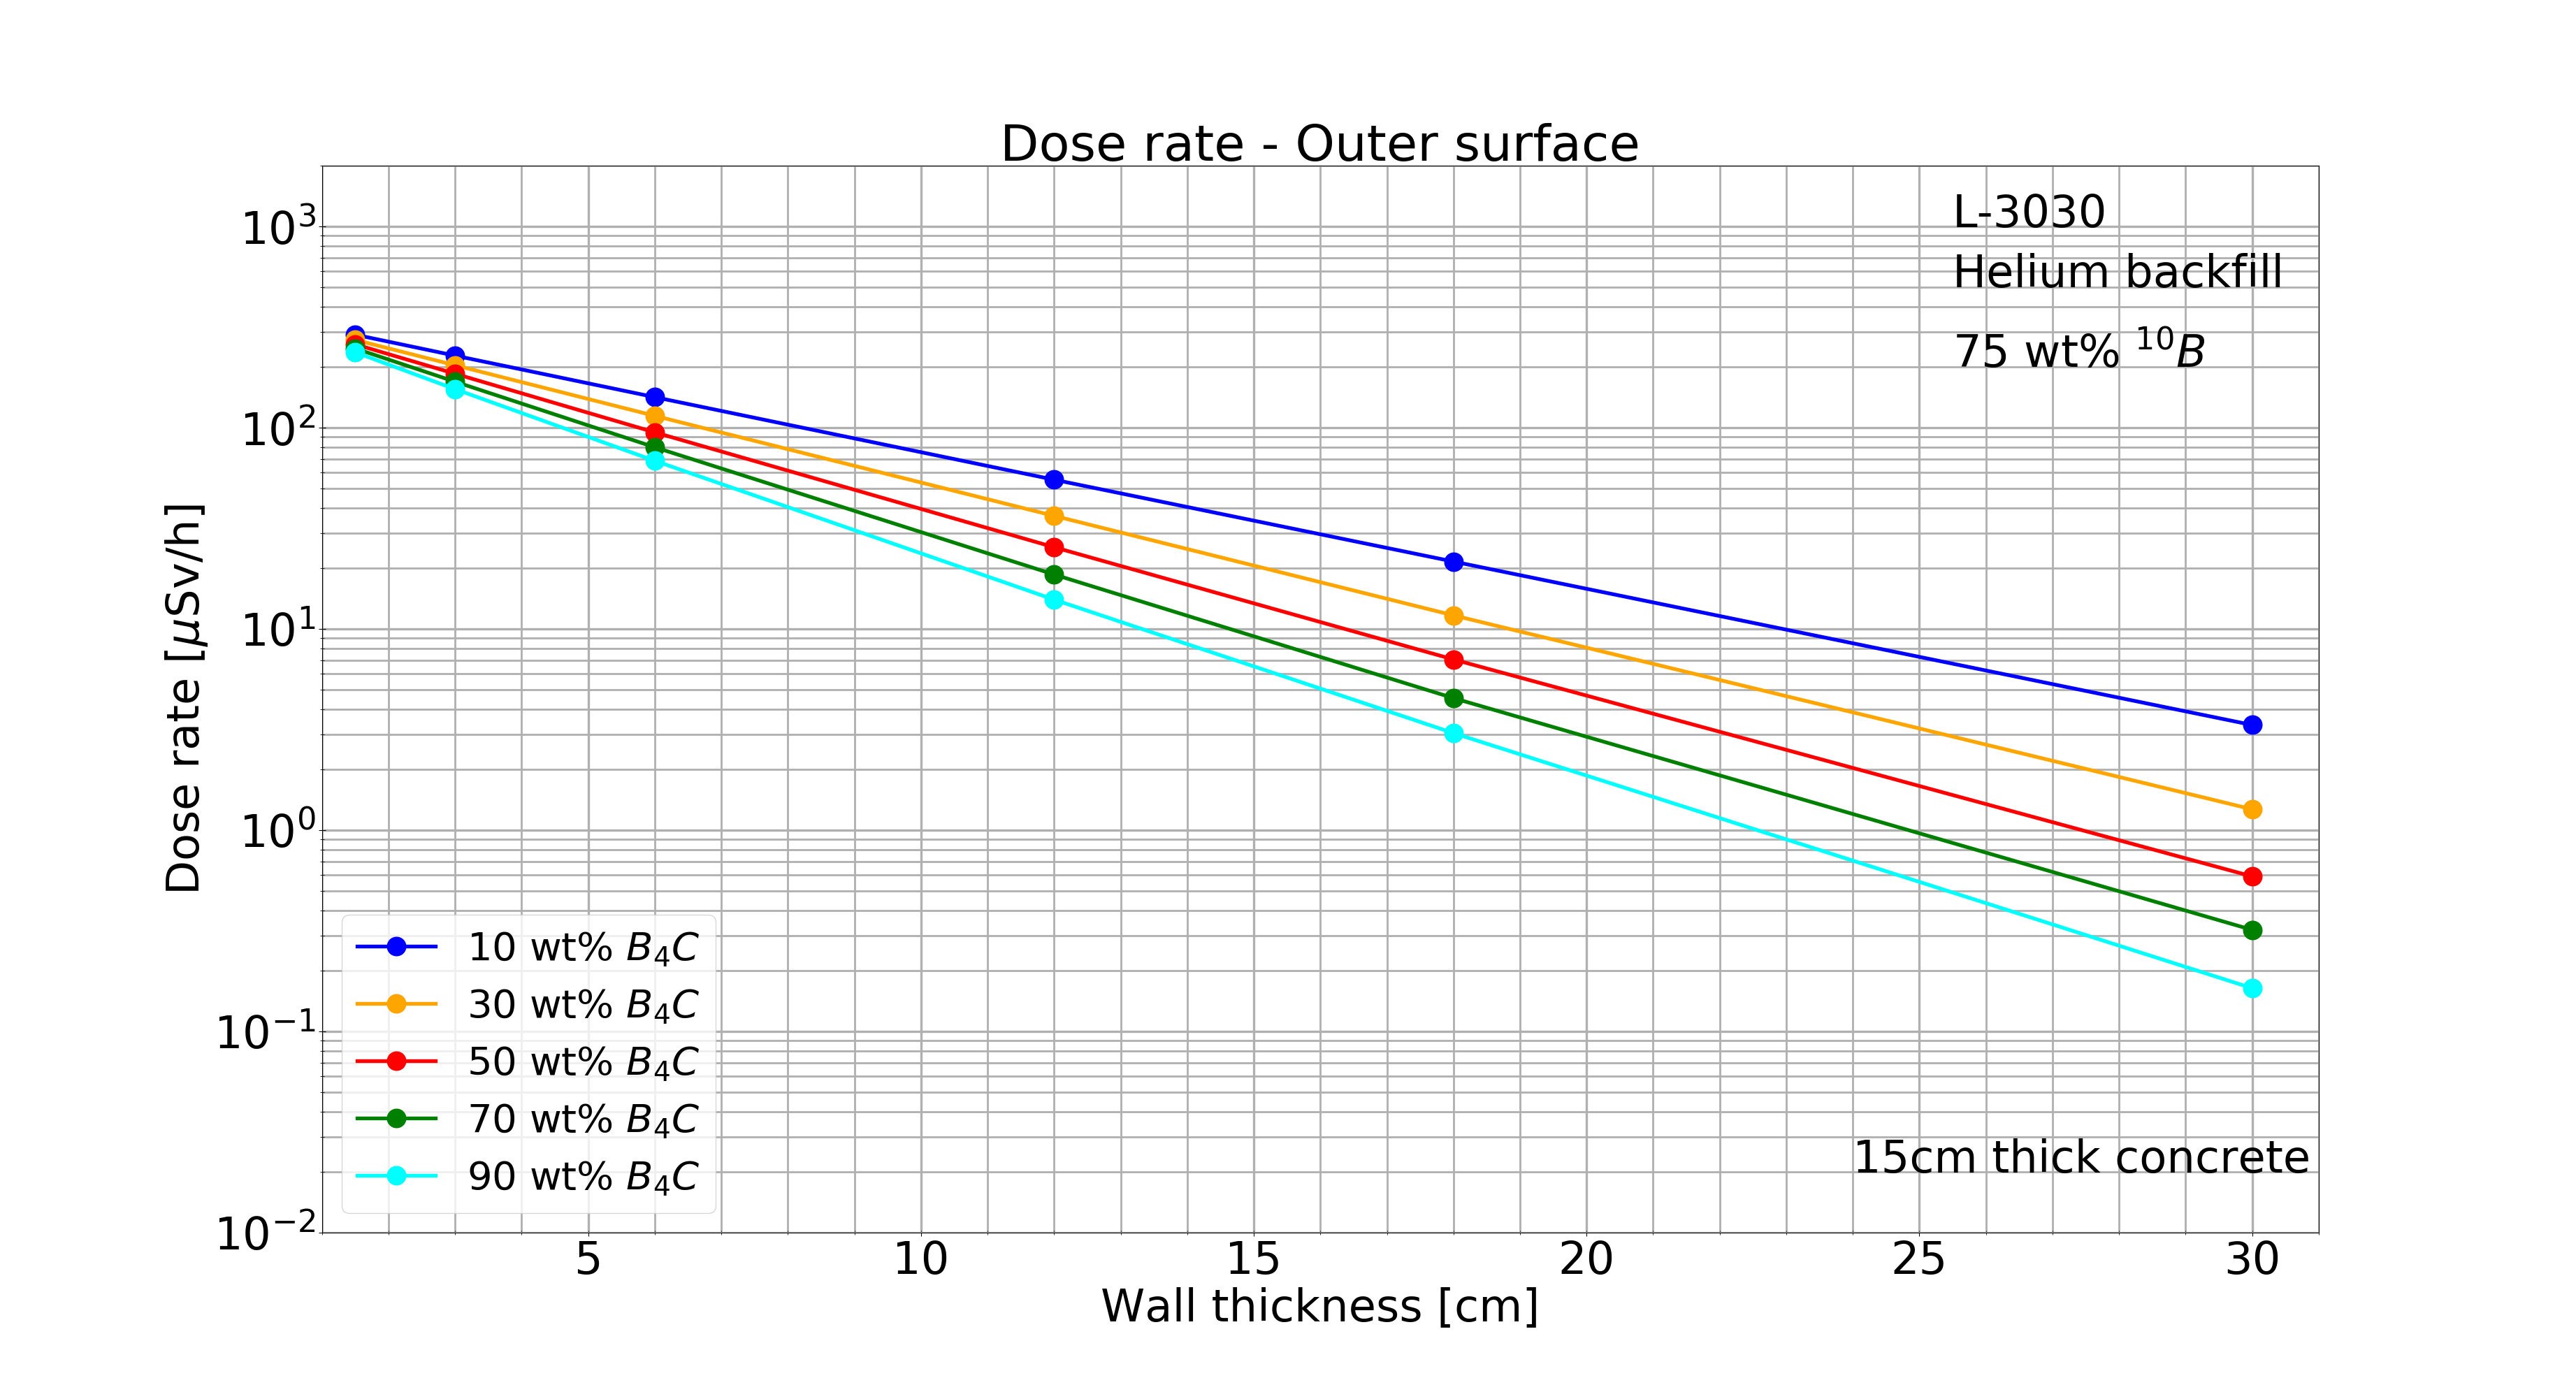 Dose rate - Outer surface
L-3030
Helium backfill
75 wt% ¹⁰B
Dose rate [μSv/h]
10³
10²
10¹
10⁰
10⁻¹
10⁻²
10 wt% B₄C
30 wt% B₄C
50 wt% B₄C
70 wt% B₄C
90 wt% B₄C
15cm thick concrete
5 10 15 20 25 30
Wall thickness [cm]